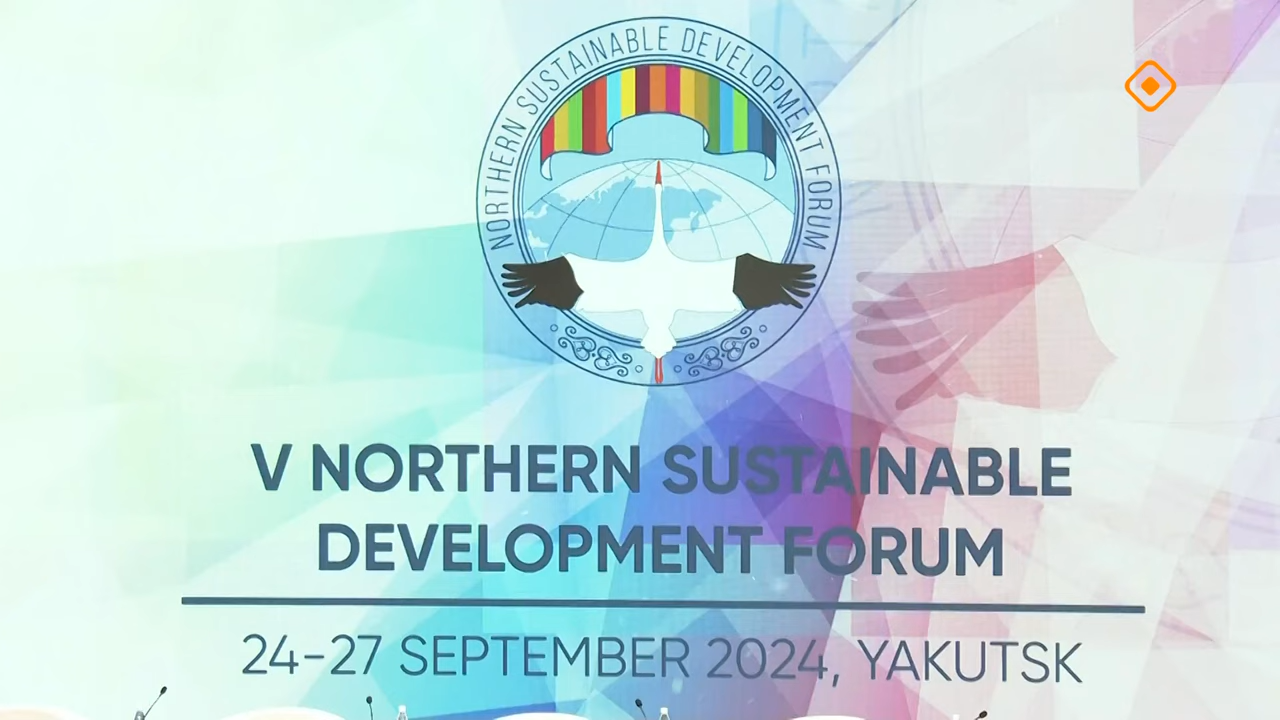 NORTHERN SUSTAINABLE DEVELOPMENT FORUM
V NORTHERN SUSTAINABLE
DEVELOPMENT FORUM
24-27 SEPTEMBER 2024, YAKUTSK